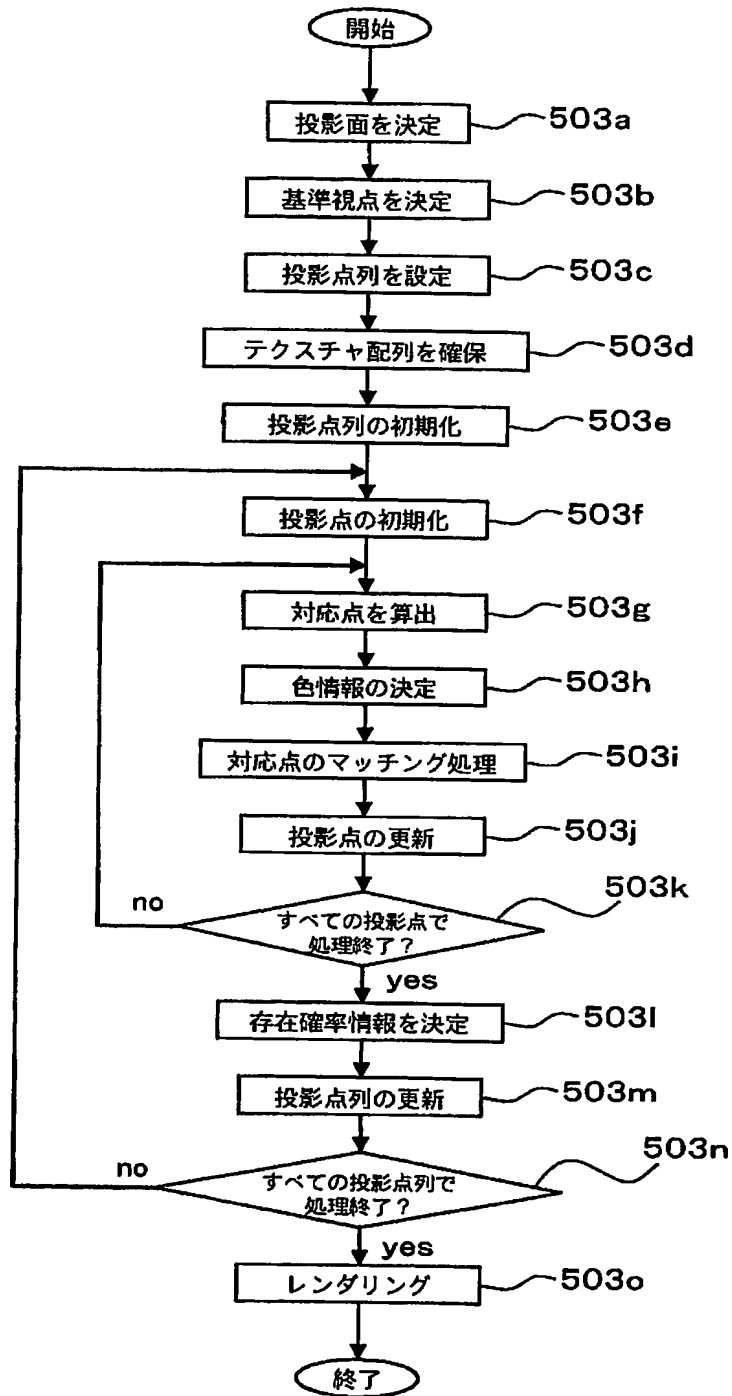 開始
投影面を決定
503a
基準視点を決定
503b
投影点列を設定
503c
テクスチャ配列を確保
503d
投影点列の初期化
503e
投影点の初期化
503f
対応点を算出
503g
色情報の決定
503h
対応点のマッチング処理
503i
投影点の更新
503j
503k
no
すべての投影点で
処理終了?
yes
存在確率情報を決定
503l
投影点列の更新
503m
503n
no
すべての投影点列で
処理終了?
yes
レンダリング
503o
終了